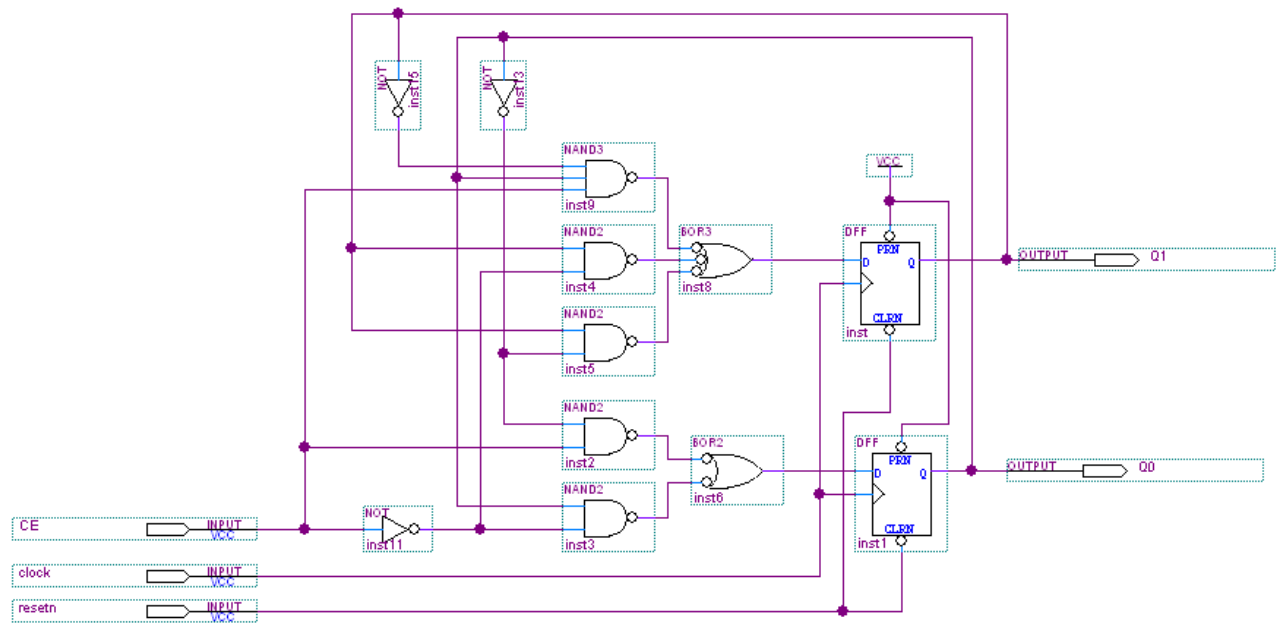 NOT
inst15
NOT
inst13
NAND3
inst9
VCC
NAND2
inst4
BOR3
inst8
DFF
PRN
D
Q
CLRN
inst
OUTPUT
Q1
NAND2
inst5
NAND2
inst2
BOR2
inst6
DFF
PRN
D
Q
CLRN
inst1
OUTPUT
Q0
NAND2
inst3
CE
INPUT
VCC
NOT
inst11
clock
INPUT
VCC
resetn
INPUT
VCC